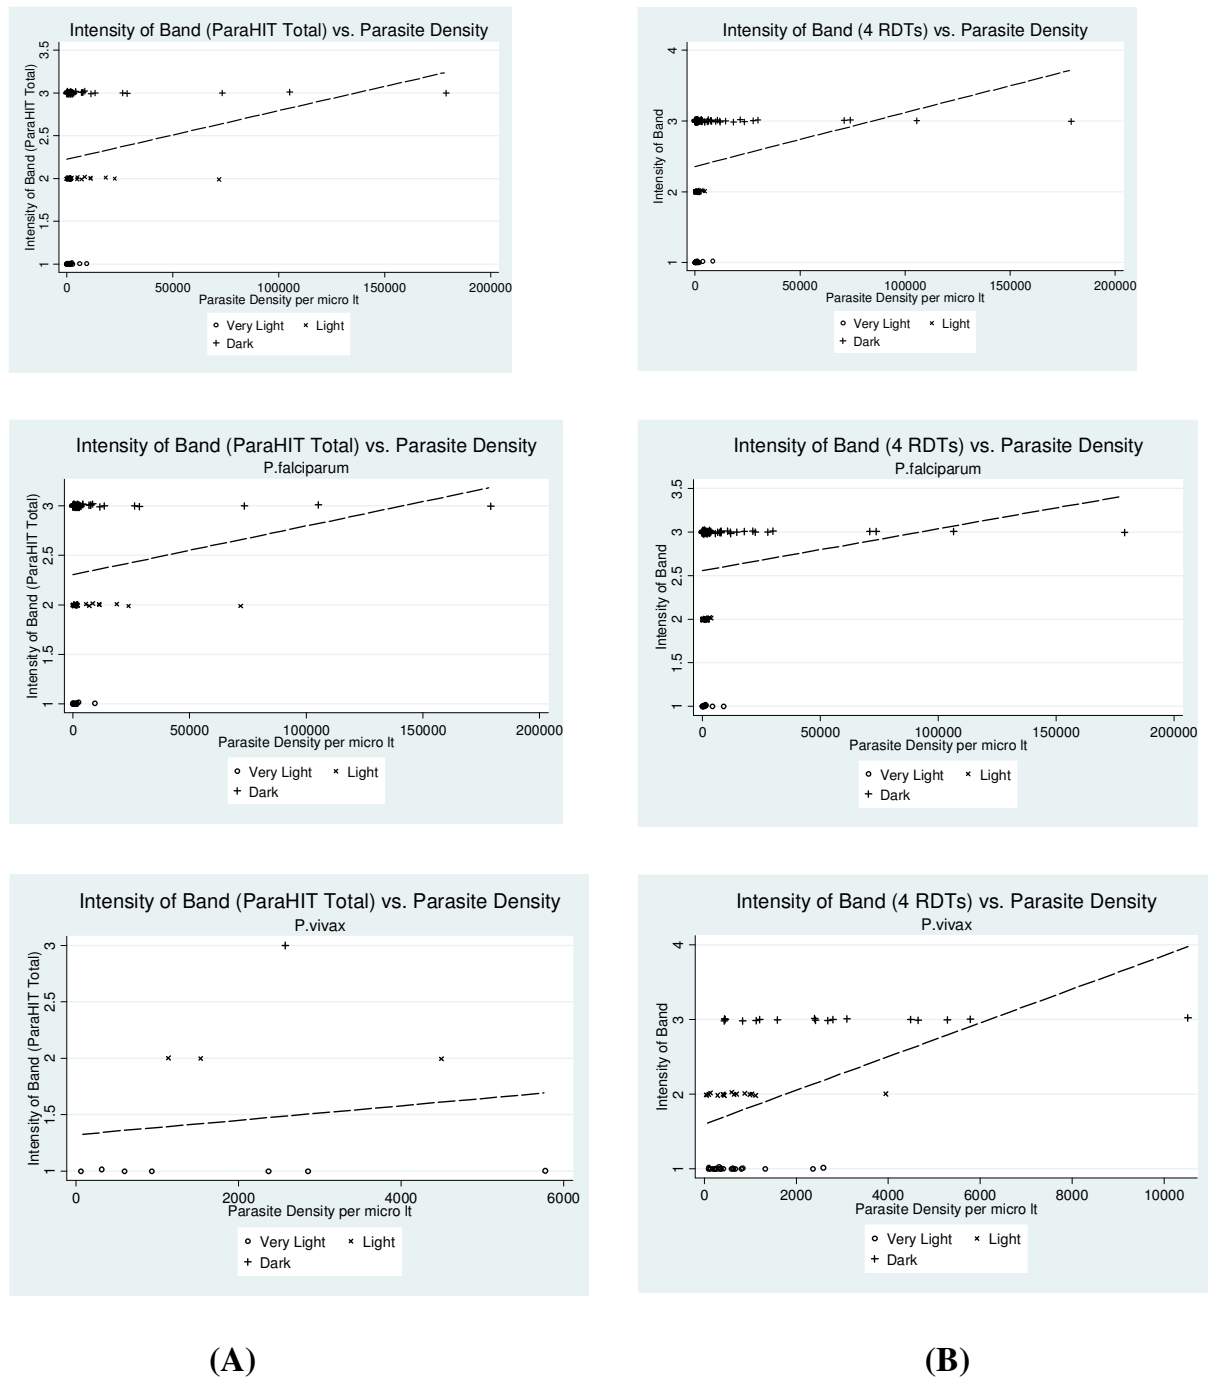 Intensity of Band (ParaHIT Total) vs. Parasite Density
Intensity of Band (ParaHIT Total)
3.5
3
2.5
2
1.5
1
0 50000 100000 150000 200000
Parasite Density per micro lt
Very Light Light
Dark
Intensity of Band (4 RDTs) vs. Parasite Density
Intensity of Band
4
3
2
1
0 50000 100000 150000 200000
Parasite Density per micro lt
Very Light Light
Dark
Intensity of Band (ParaHIT Total) vs. Parasite Density
P.falciparum
Intensity of Band (ParaHIT Total)
3
2.5
2
1.5
1
0 50000 100000 150000 200000
Parasite Density per micro lt
Very Light Light
Dark
Intensity of Band (4 RDTs) vs. Parasite Density
P.falciparum
Intensity of Band
3.5
3
2.5
2
1.5
1
0 50000 100000 150000 200000
Parasite Density per micro lt
Very Light Light
Dark
Intensity of Band (ParaHIT Total) vs. Parasite Density
P.vivax
Intensity of Band (ParaHIT Total)
3
2.5
2
1.5
1
0 2000 4000 6000
Parasite Density per micro lt
Very Light Light
Dark
Intensity of Band (4 RDTs) vs. Parasite Density
P.vivax
Intensity of Band
4
3
2
1
0 2000 4000 6000 8000 10000
Parasite Density per micro lt
Very Light Light
Dark
(A) (B)